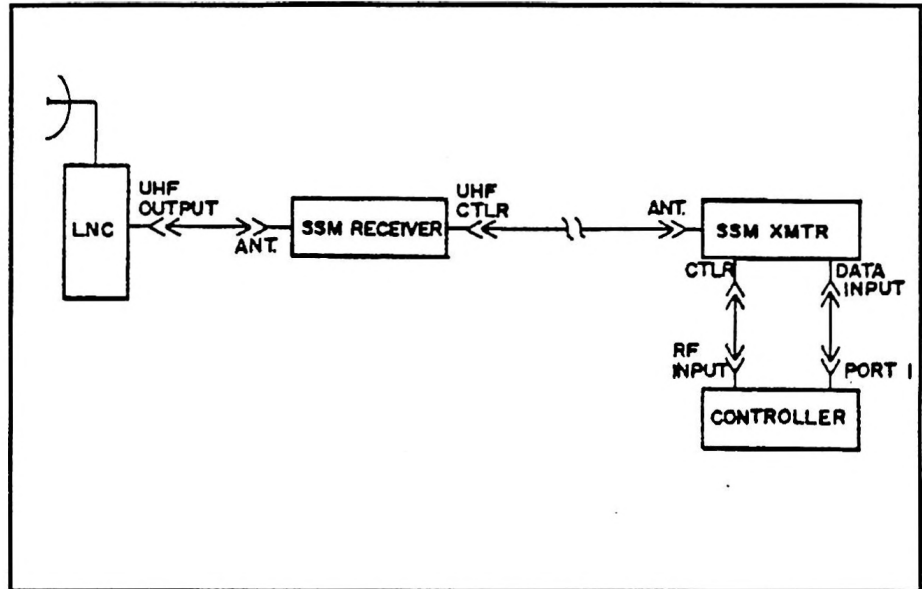 UHF
OUTPUT
LNC
ANT.
SSM RECEIVER
UHF
CTLR
ANT.
SSM XMTR
CTLR
DATA
INPUT
RF
INPUT
PORT 1
CONTROLLER